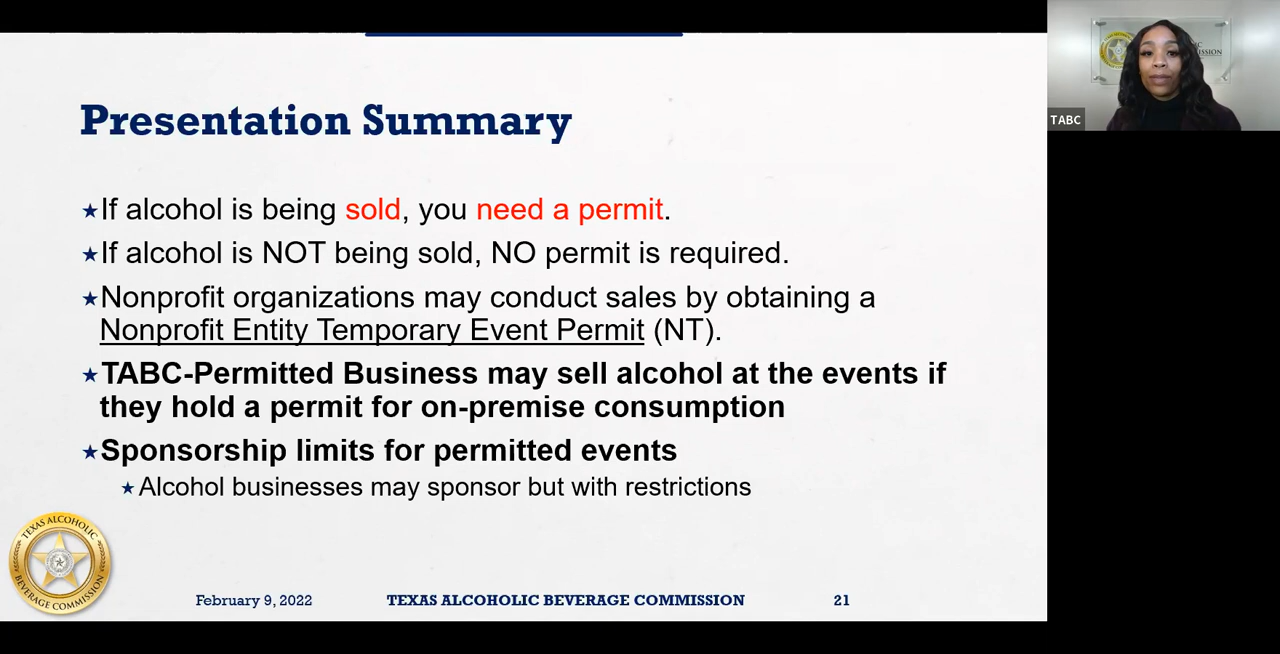 Presentation Summary
If alcohol is being sold, you need a permit.
If alcohol is NOT being sold, NO permit is required.
Nonprofit organizations may conduct sales by obtaining a
Nonprofit Entity Temporary Event Permit (NT).
TABC-Permitted Business may sell alcohol at the events if
they hold a permit for on-premise consumption
Sponsorship limits for permitted events
Alcohol businesses may sponsor but with restrictions
TEXAS ALCOHOLIC
BEVERAGE COMMISSION
February 9, 2022
TEXAS ALCOHOLIC BEVERAGE COMMISSION
21
TABC